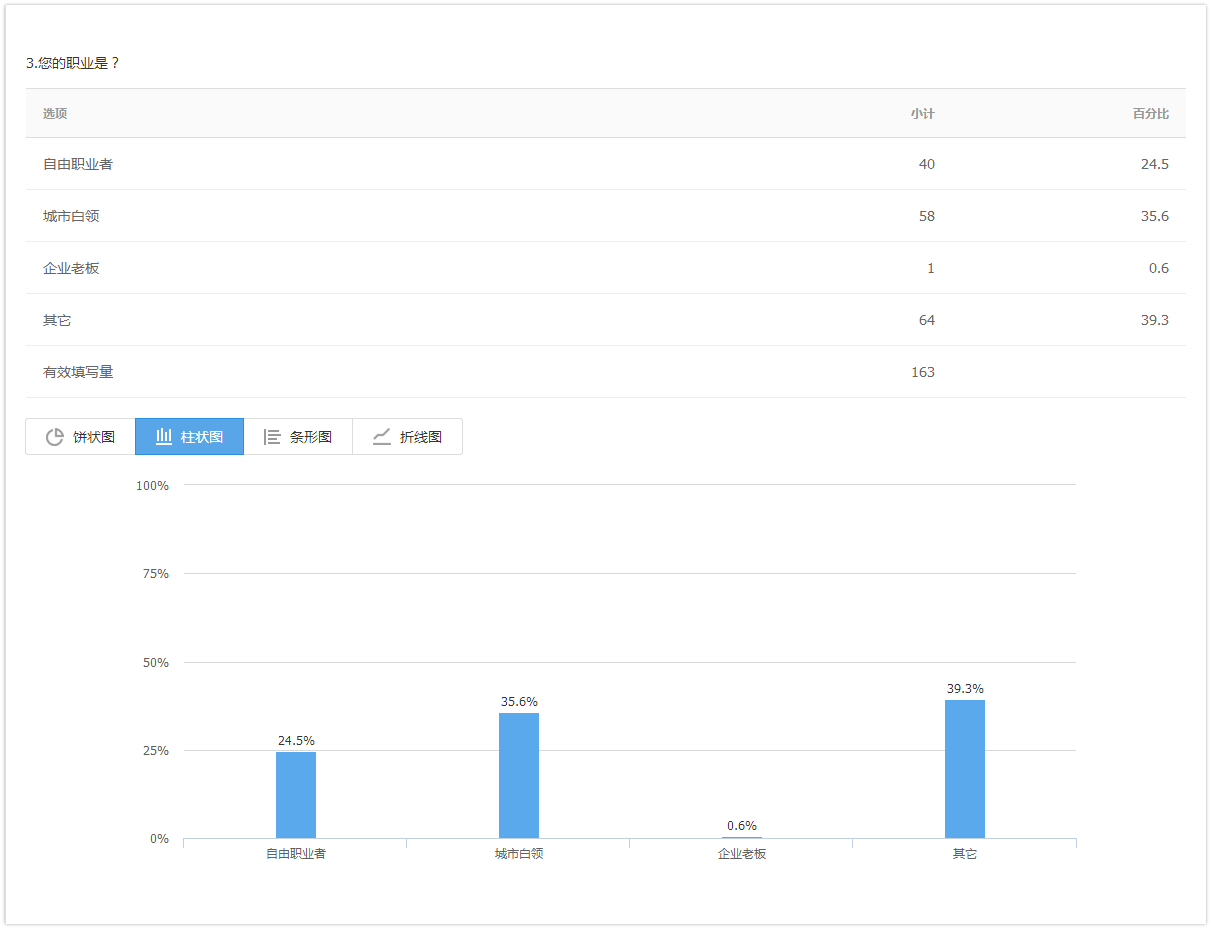 3.您的职业是？
选项 小计 百分比
自由职业者 40 24.5
城市白领 58 35.6
企业老板 1 0.6
其它 64 39.3
有效填写量 163
饼状图 柱状图 条形图 折线图
100%
75%
50%
39.3%
35.6%
24.5%
25%
0.6%
0%
自由职业者 城市白领 企业老板 其它